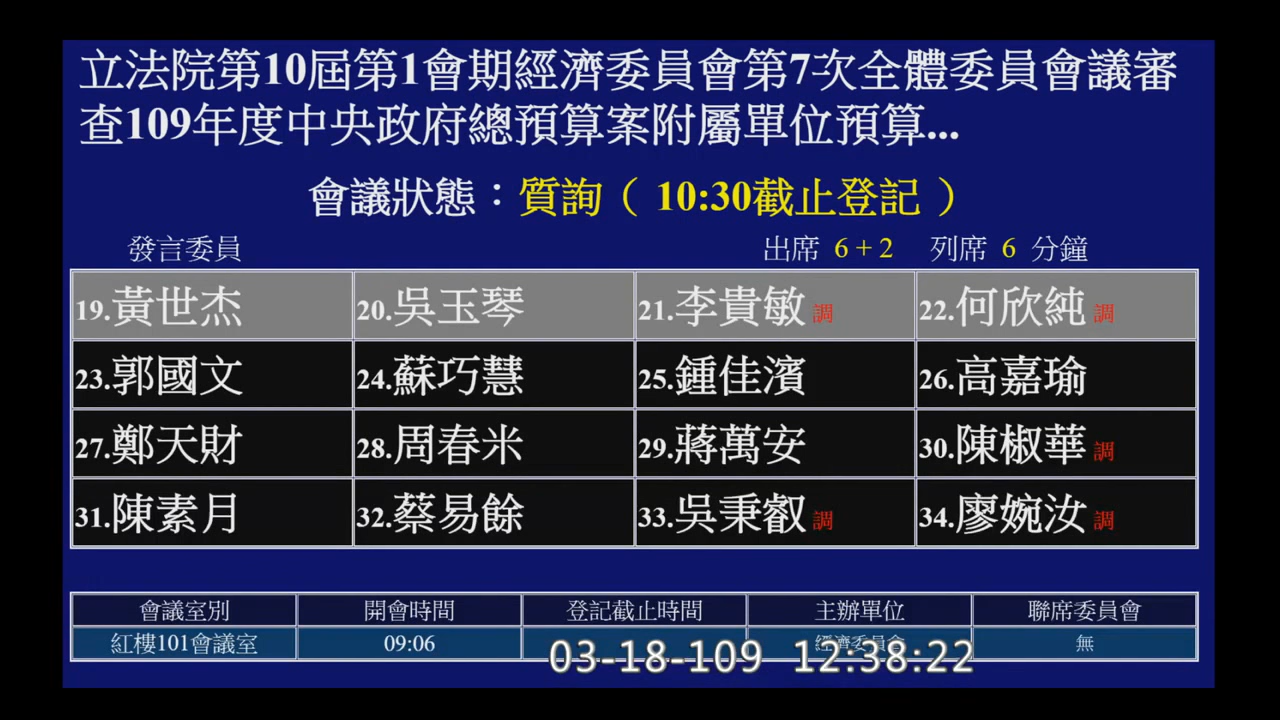 立法院第10屆第1會期經濟委員會第7次全體委員會議審
查109年度中央政府總預算案附屬單位預算...
會議狀態：質詢（ 10:30截止登記 ）
發言委員 出席 6 + 2 列席 6 分鐘
19.黃世杰 20.吳玉琴 21.李貴敏 調 22.何欣純 調
23.郭國文 24.蘇巧慧 25.鍾佳濱 26.高嘉瑜
27.鄭天財 28.周春米 29.蔣萬安 30.陳椒華 調
31.陳素月 32.蔡易餘 33.吳秉叡 調 34.廖婉汝 調
會議室別 開會時間 登記截止時間 主辦單位 聯席委員會
紅樓101會議室 09:06 經濟委員會 無
03-18-109 12:38:22